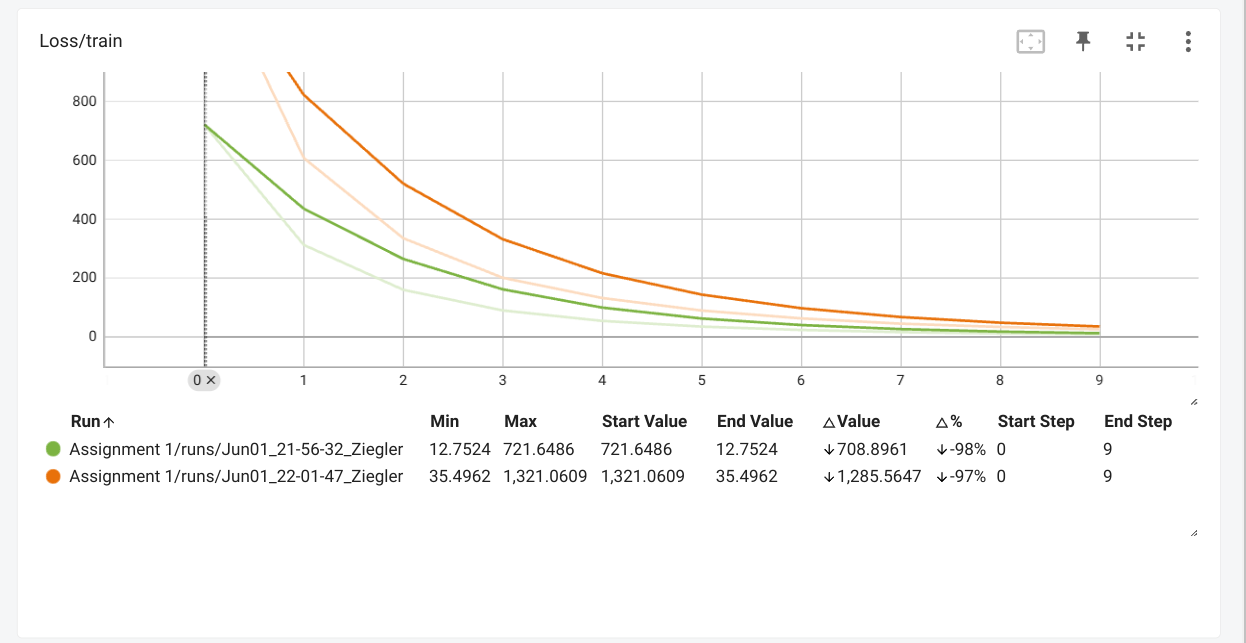 Loss/train
800
600
400
200
0
0 × 1 2 3 4 5 6 7 8 9
Run↑ Min Max Start Value End Value △Value △% Start Step End Step
Assignment 1/runs/Jun01_21-56-32_Ziegler 12.7524 721.6486 721.6486 12.7524 ↓708.8961 ↓-98% 0 9
Assignment 1/runs/Jun01_22-01-47_Ziegler 35.4962 1,321.0609 1,321.0609 35.4962 ↓1,285.5647 ↓-97% 0 9